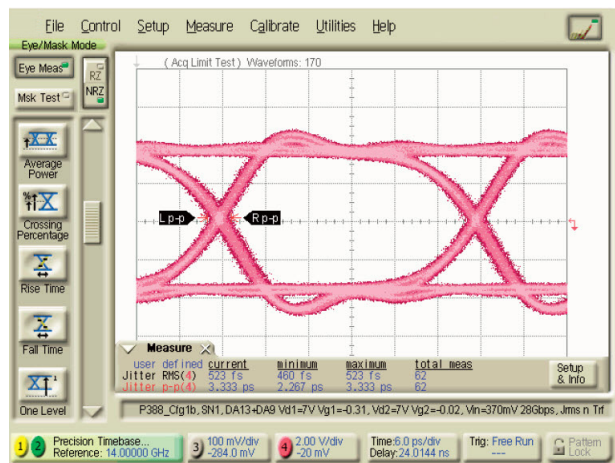 File Control Setup Measure Calibrate Utilities Help
Eye/Mask Mode
Eye Meas
RZ
NRZ
Msk Test
( Acq Limit Test ) Waveforms: 170
Average
Power
Crossing
Percentage
Rise Time
Fall Time
One Level
L p-p
R p-p
Measure
user defined current minimum maximum total meas
Jitter RMS(4) 523 fs 460 fs 523 fs 62
Jitter p-p(4) 3.333 ps 2.267 ps 3.333 ps 62
Setup
& Info
P388_Cfg1b, SN1, DA13+DA9 Vd1=7V Vg1=-0.31, Vd2=7V Vg2=-0.02, Vin=370mV 28Gbps, Jrms n Trf
1 2 Precision Timebase...
Reference: 14.00000 GHz
3 100 mV/div
-284.0 mV
4 2.00 V/div
-20 mV
Time:6.0 ps/div
Delay:24.0144 ns
Trig: Free Run
---
Pattern
Lock